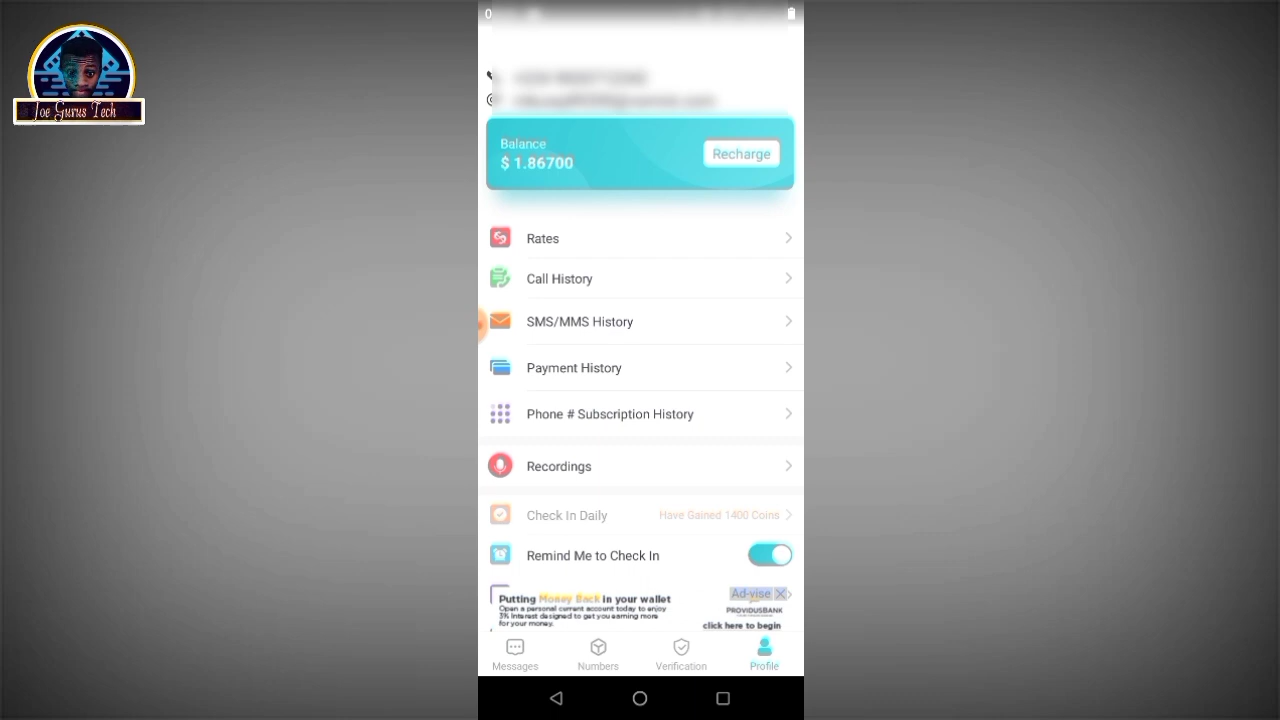 Joe Gurus Tech
Balance
$ 1.86700
Recharge
Rates
Call History
SMS/MMS History
Payment History
Phone # Subscription History
Recordings
Check In Daily
Have Gained 1400 Coins
Remind Me to Check In
Putting Money Back in your wallet
Open a personal current account today to enjoy
3% Interest designed to get you earning more
for your money.
Ad·vise
PROVIDUSBANK
click here to begin
Messages
Numbers
Verification
Profile